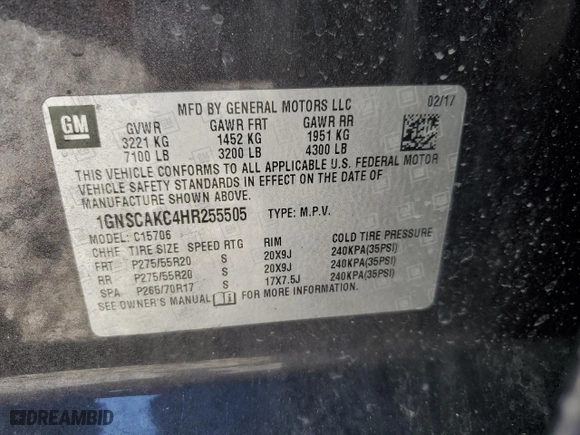 MFD BY GENERAL MOTORS LLC 02/17
GM
GVWR GAWR FRT GAWR RR
3221 KG 1452 KG 1951 KG
7100 LB 3200 LB 4300 LB
THIS VEHICLE CONFORMS TO ALL APPLICABLE U.S. FEDERAL MOTOR
VEHICLE SAFETY STANDARDS IN EFFECT ON THE DATE OF
MANUFACTURE SHOWN ABOVE.
1GNSCAKC4HR255505 TYPE: M.P.V.
MODEL: C15706
CHE TIRE SIZE SPEED RTG RIM COLD TIRE PRESSURE
FRT P275/55R20 S 20X9J 240KPA(35PSI)
RR P275/55R20 S 20X9J 240KPA(35PSI)
SPA P265/70R17 S 17X7.5J 240KPA(35PSI)
SEE OWNER'S MANUAL FOR MORE INFORMATION.
DREAMBID